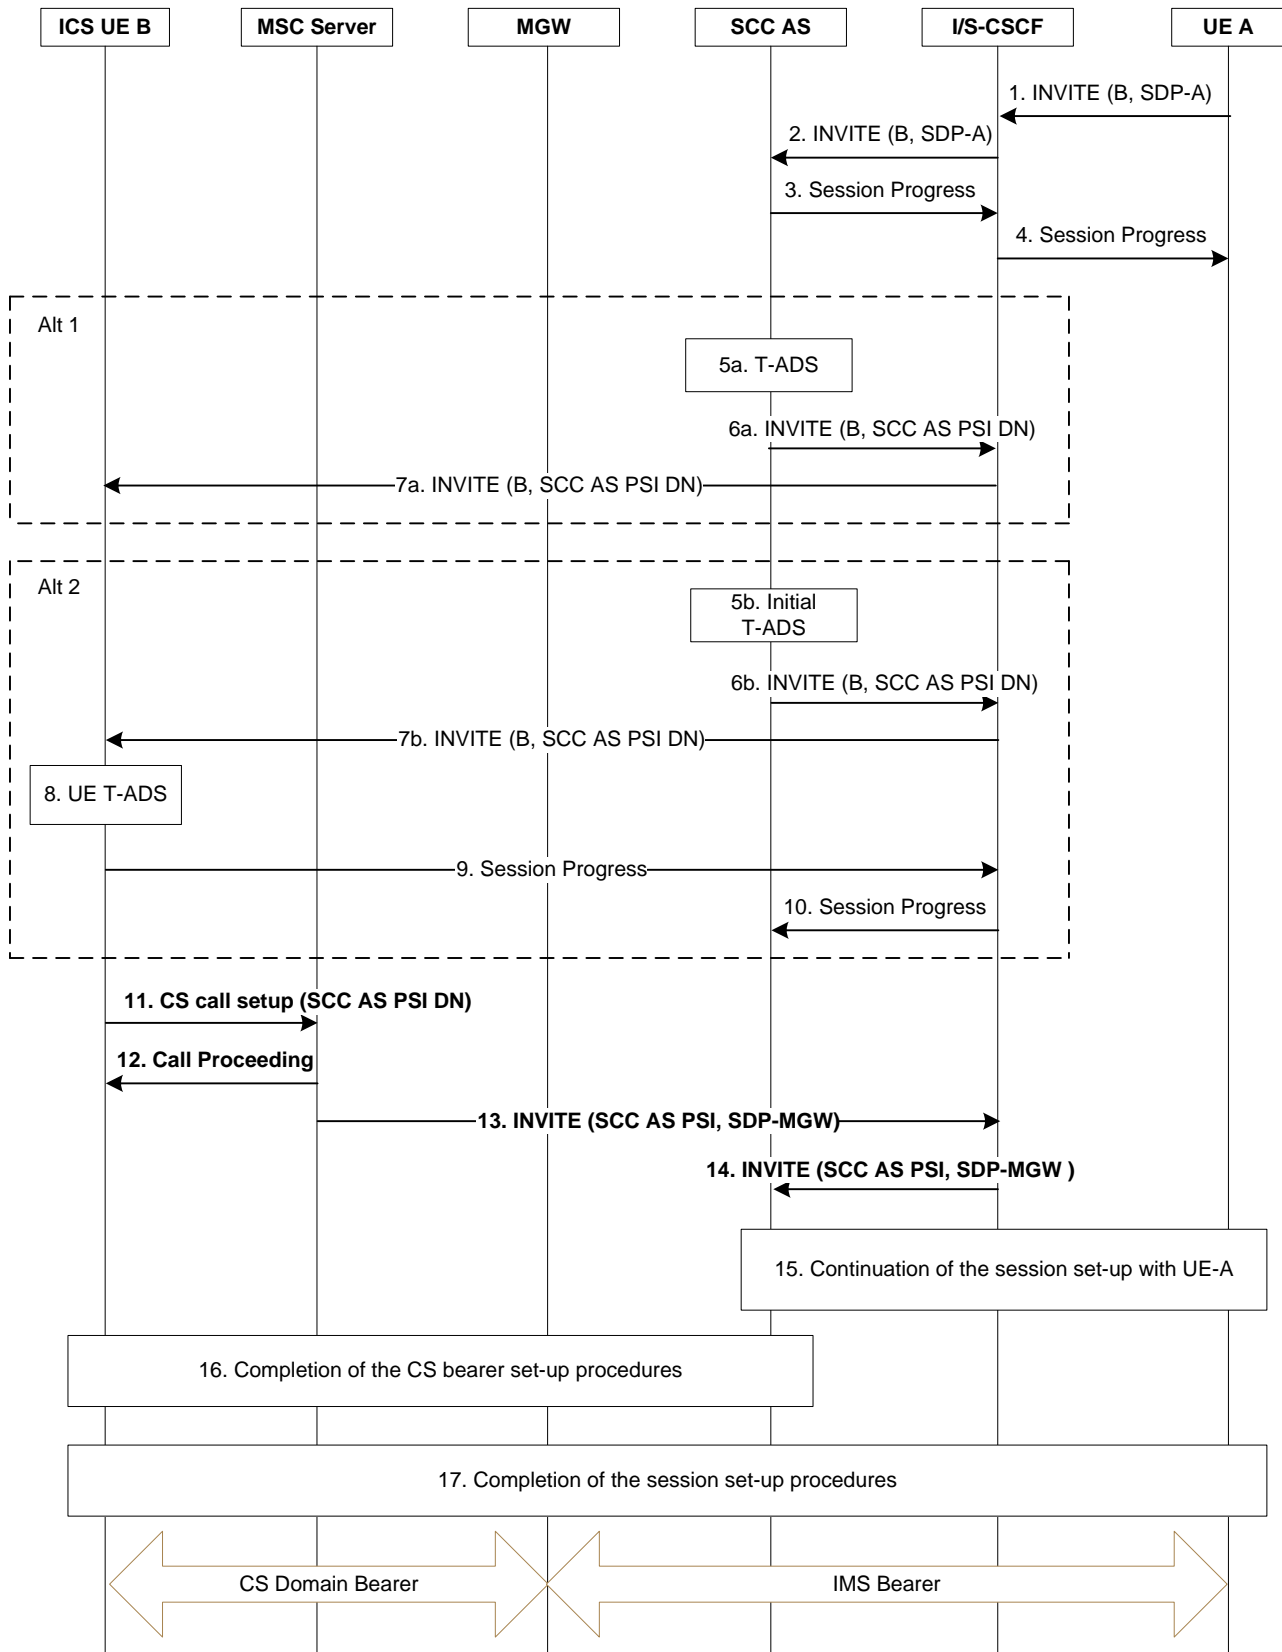 ICS UE B
MSC Server
MGW
SCC AS
I/S-CSCF
UE A
1. INVITE (B, SDP-A)
2. INVITE (B, SDP-A)
3. Session Progress
4. Session Progress
Alt 1
5a. T-ADS
6a. INVITE (B, SCC AS PSI DN)
7a. INVITE (B, SCC AS PSI DN)
Alt 2
5b. Initial
T-ADS
6b. INVITE (B, SCC AS PSI DN)
7b. INVITE (B, SCC AS PSI DN)
8. UE T-ADS
9. Session Progress
10. Session Progress
11. CS call setup (SCC AS PSI DN)
12. Call Proceeding
13. INVITE (SCC AS PSI, SDP-MGW)
14. INVITE (SCC AS PSI, SDP-MGW )
15. Continuation of the session set-up with UE-A
16. Completion of the CS bearer set-up procedures
17. Completion of the session set-up procedures
CS Domain Bearer
IMS Bearer